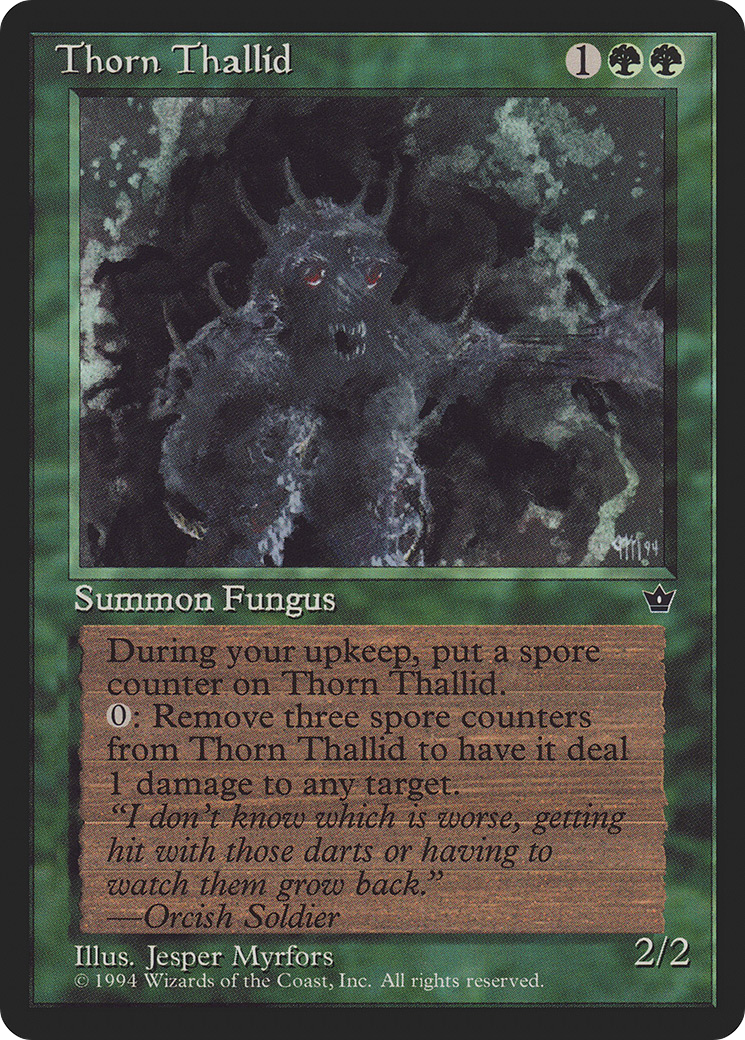 Thorn Thallid
1
Summon Fungus
During your upkeep, put a spore
counter on Thorn Thallid.
0: Remove three spore counters
from Thorn Thallid to have it deal
1 damage to any target.
“I don’t know which is worse, getting
hit with those darts or having to
watch them grow back.”
—Orcish Soldier
Illus. Jesper Myrfors
2/2
© 1994 Wizards of the Coast, Inc. All rights reserved.